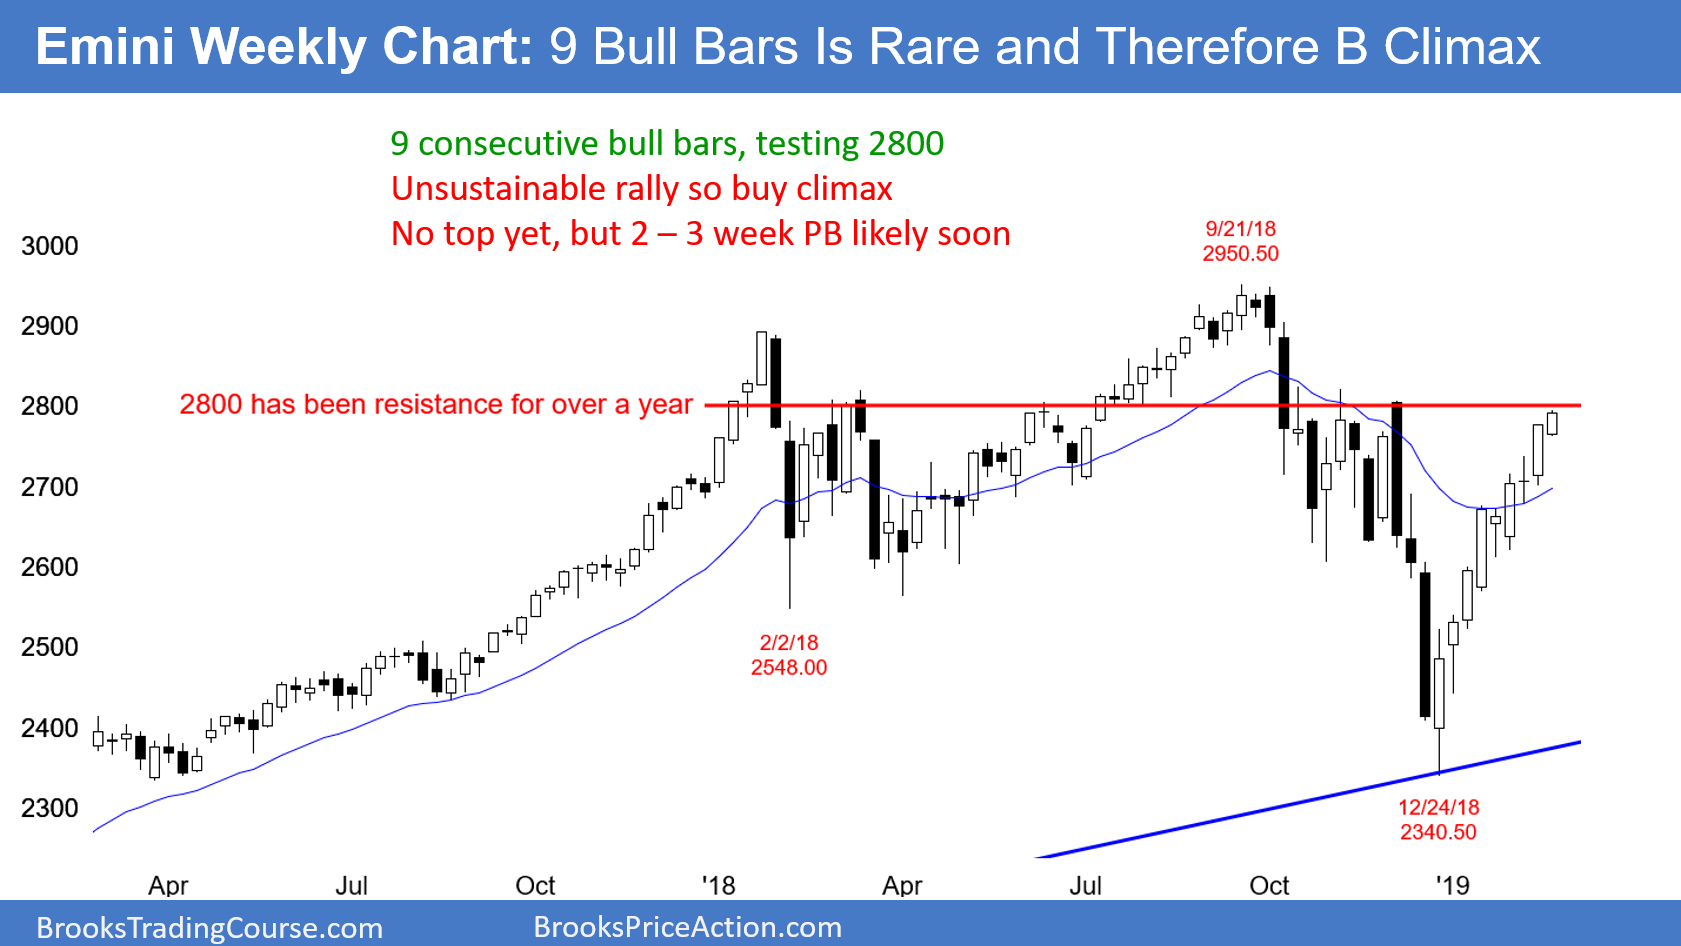 Emini Weekly Chart: 9 Bull Bars Is Rare and Therefore B Climax
9 consecutive bull bars, testing 2800
Unsustainable rally so buy climax
No top yet, but 2 – 3 week PB likely soon
9/21/18
2950.50
3000
2900
2800
2800 has been resistance for over a year
2700
2600
2500
2/2/18
2548.00
2400
2300
12/24/18
2340.50
Apr Jul Oct '18 Apr Jul Oct '19
BrooksTradingCourse.com BrooksPriceAction.com